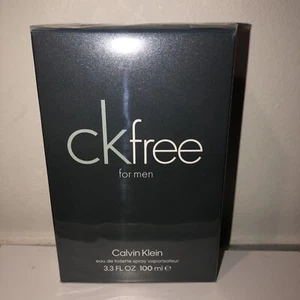 ckfree
for men
Calvin Klein
eau de toilette spray vaporisateur
3.3 FL OZ 100 ml ℮